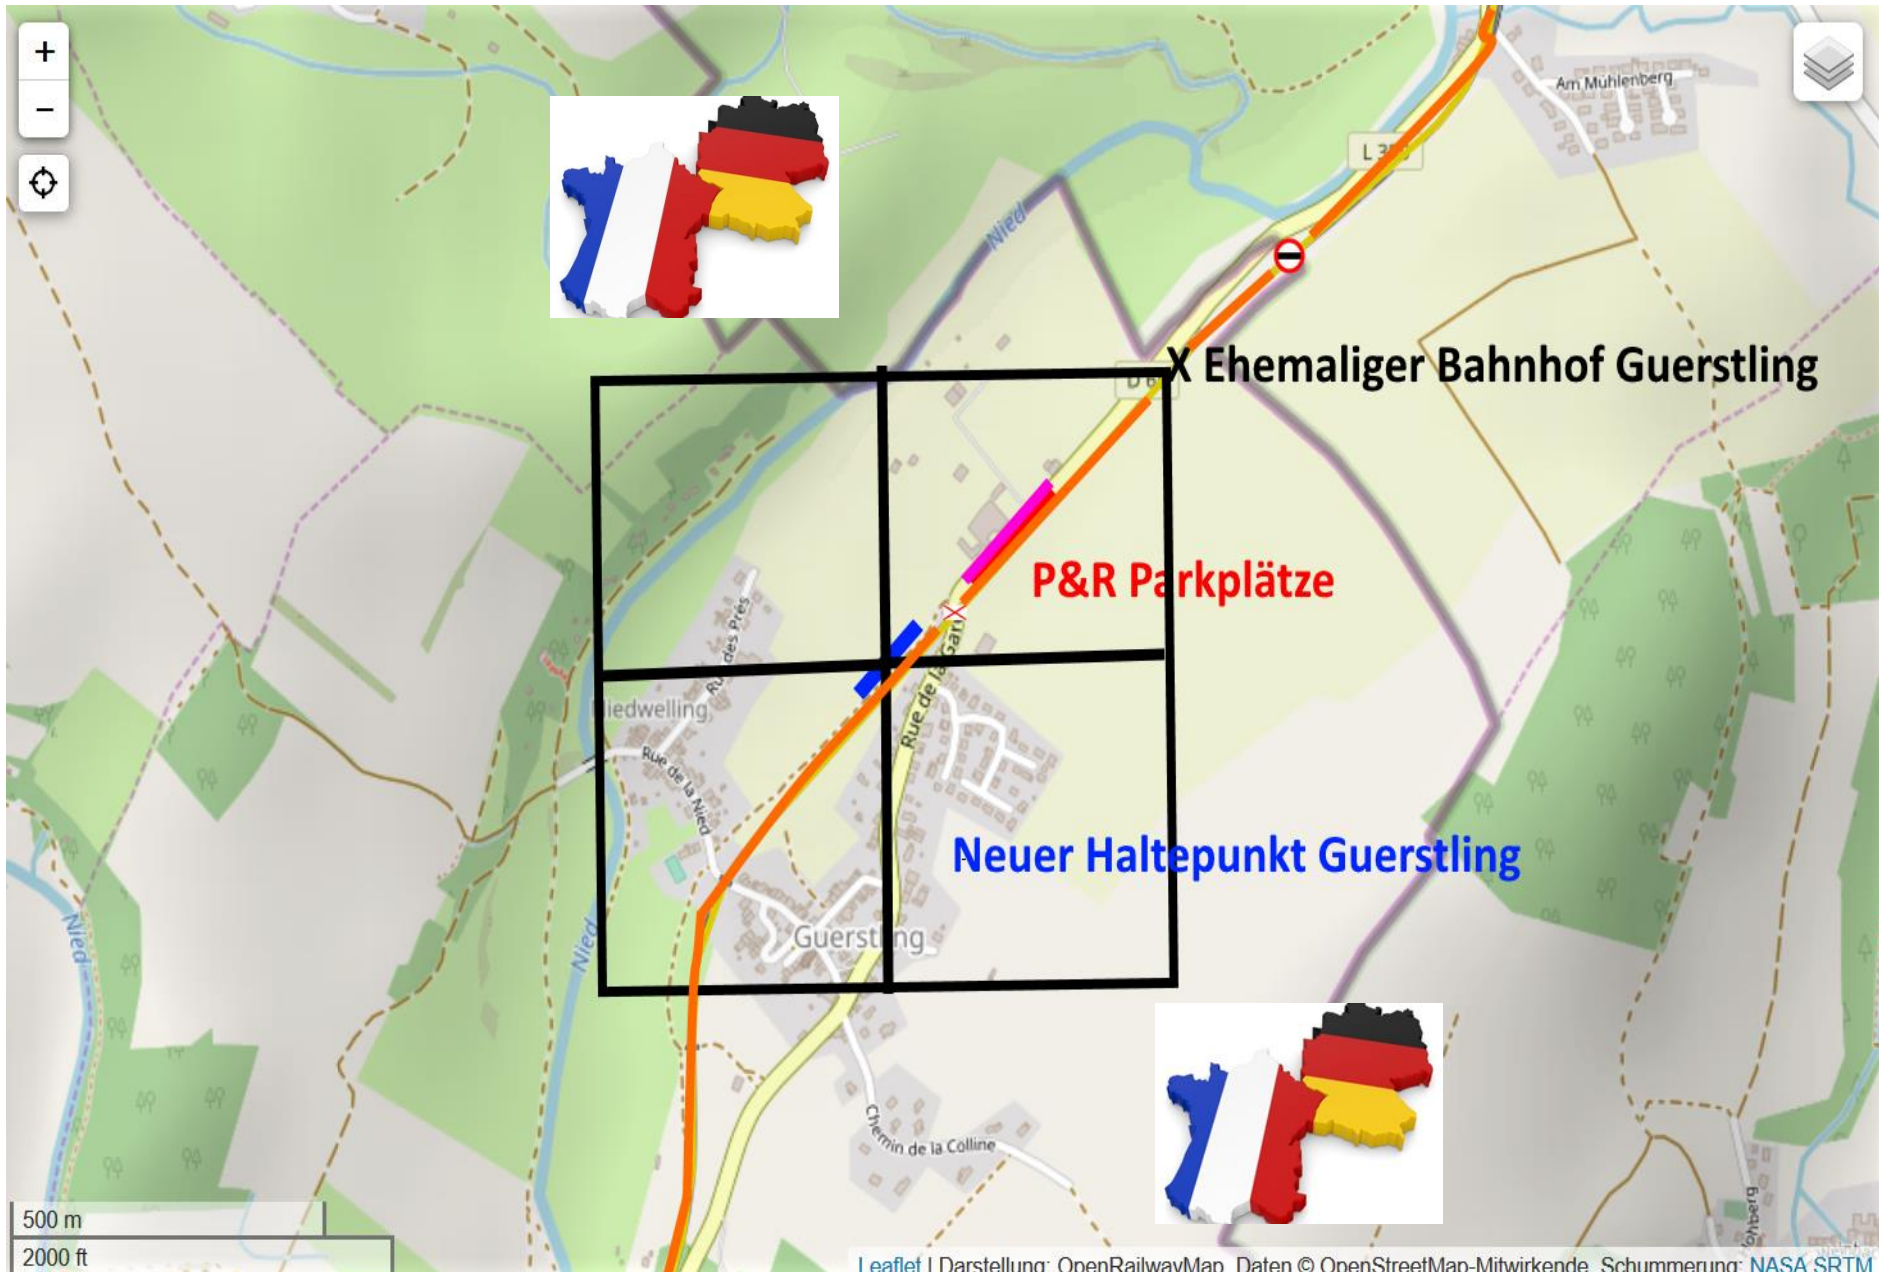 +
−
Am Mühlenberg
Nied
X Ehemaliger Bahnhof Guerstling
P&R Parkplätze
Rue des Prés
Niedwelling
Rue de la Gare
Rue de la Nied
Neuer Haltepunkt Guerstling
Guerstling
Nied
Nied
Chemin de la Colline
500 m
2000 ft
Leaflet | Darstellung: OpenRailwayMap, Daten © OpenStreetMap-Mitwirkende, Schummerung: NASA SRTM